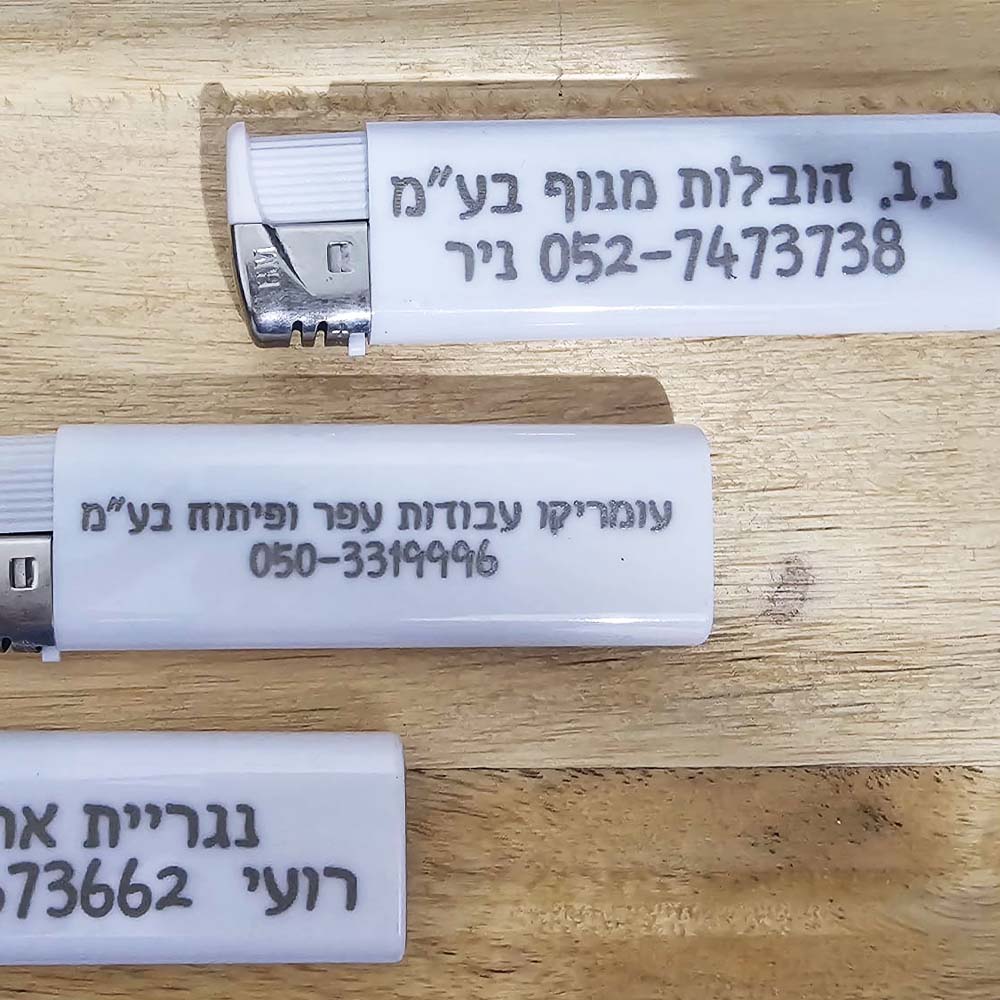 נ.נ. הובלות מנוף בע"מ
052-7473738 ניר
עומריקו עבודות עפר ופיתוח בע"מ
050-3319996
נגריית
רועי